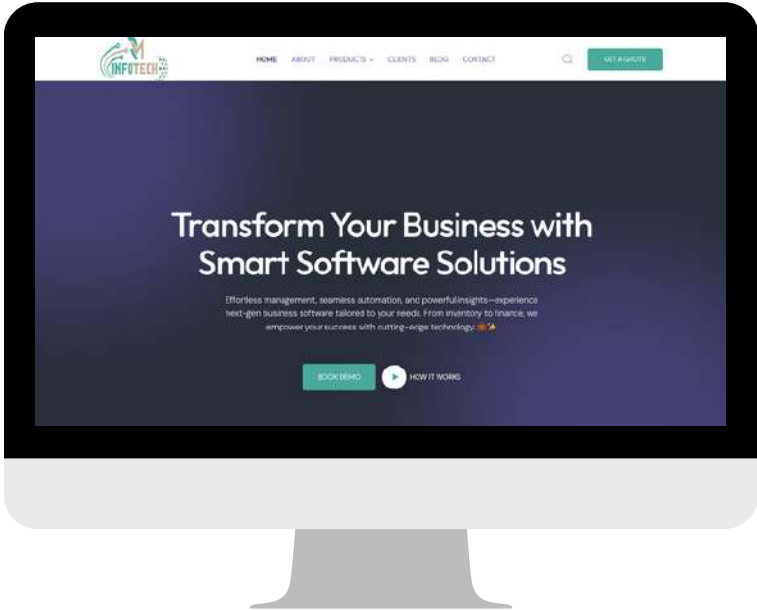 M
INFOTECH
HOME ABOUT PRODUCTS CLIENTS BLOG CONTACT GET A QUOTE
Transform Your Business with
Smart Software Solutions
Effortless management, seamless automation, and powerful insights—experience
next-gen business software tailored to your needs. From inventory to finance, we
empower your success with cutting-edge technology. 💼✨
BOOK DEMO HOW IT WORKS